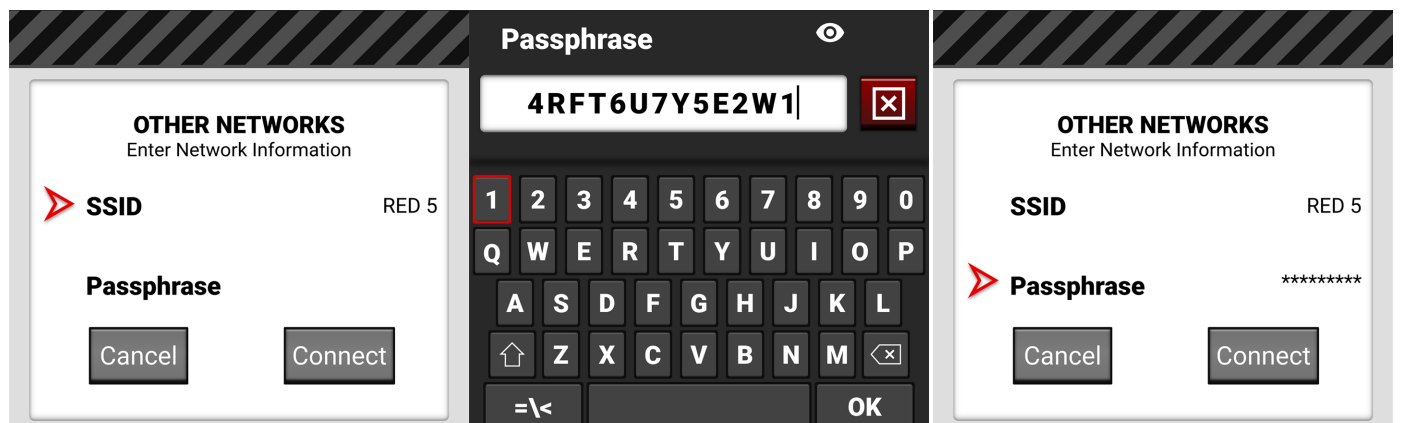 OTHER NETWORKS
Enter Network Information
SSID RED 5
Passphrase
Cancel Connect
Passphrase
4RFT6U7Y5E2W1
1 2 3 4 5 6 7 8 9 0
Q W E R T Y U I O P
A S D F G H J K L
Z X C V B N M
=\< OK
OTHER NETWORKS
Enter Network Information
SSID RED 5
Passphrase *********
Cancel Connect